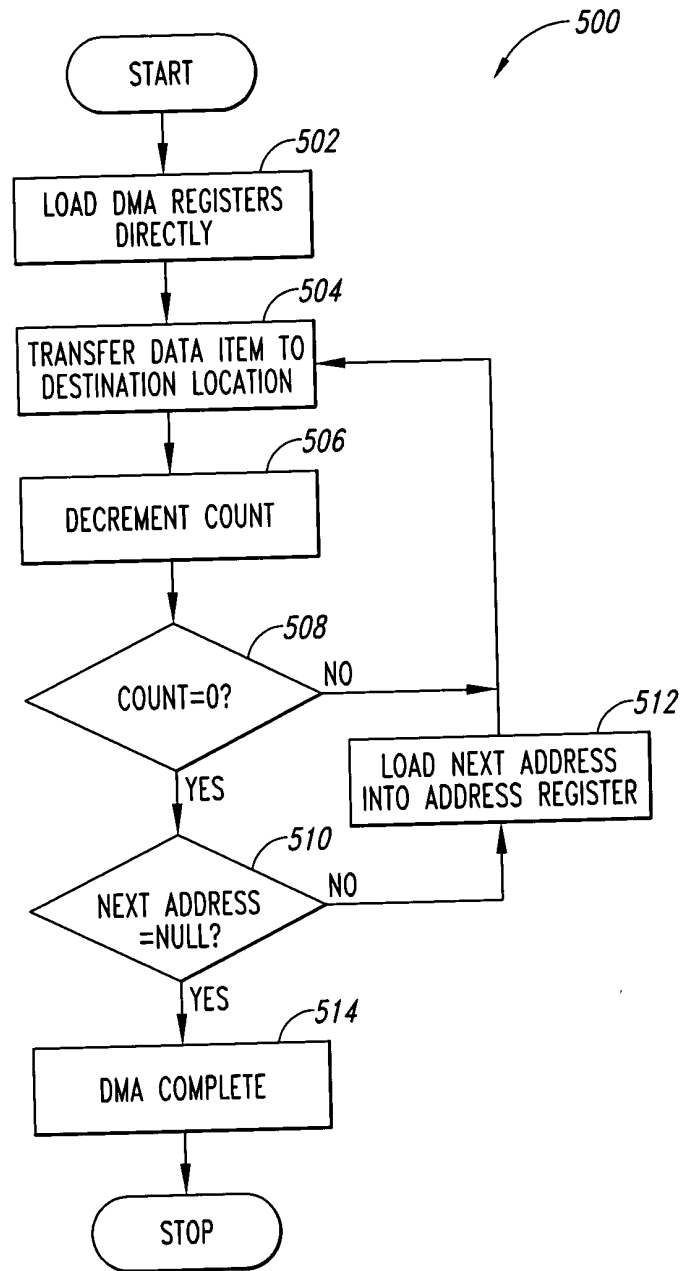 500
START
502
LOAD DMA REGISTERS
DIRECTLY
504
TRANSFER DATA ITEM TO
DESTINATION LOCATION
506
DECREMENT COUNT
508
COUNT=0?
NO
YES
512
LOAD NEXT ADDRESS
INTO ADDRESS REGISTER
510
NEXT ADDRESS
=NULL?
NO
YES
514
DMA COMPLETE
STOP